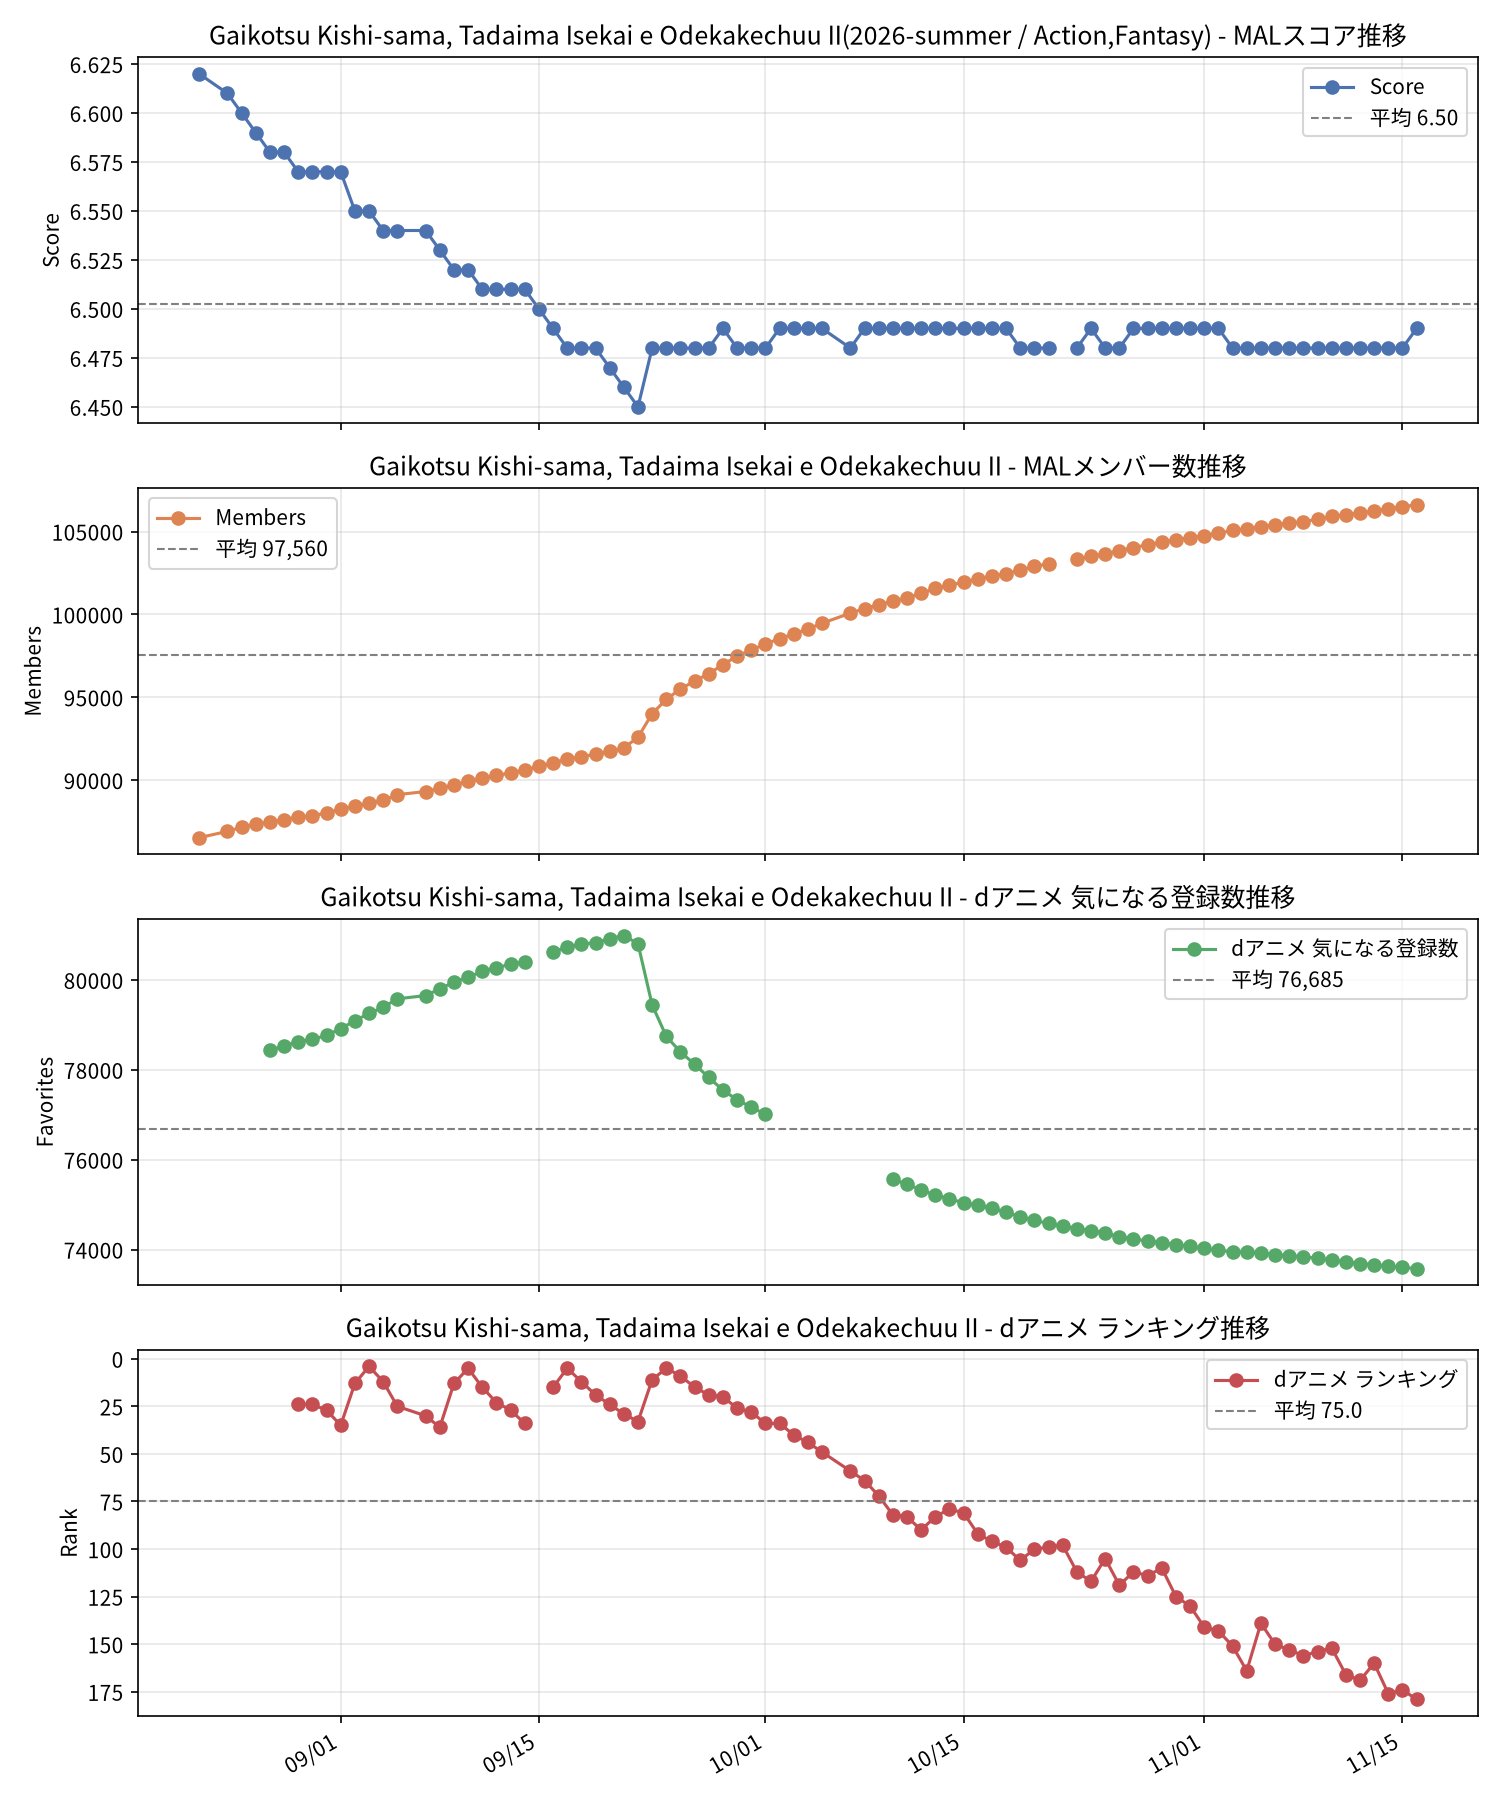 Gaikotsu Kishi-sama, Tadaima Isekai e Odekakechuu II(2026-summer / Action,Fantasy) - MALスコア推移
6.625
6.600
6.575
6.550
6.525
6.500
6.475
6.450
Score
Score
平均 6.50
Gaikotsu Kishi-sama, Tadaima Isekai e Odekakechuu II - MALメンバー数推移
105000
100000
95000
90000
Members
Members
平均 97,560
Gaikotsu Kishi-sama, Tadaima Isekai e Odekakechuu II - dアニメ 気になる登録数推移
80000
78000
76000
74000
Favorites
dアニメ 気になる登録数
平均 76,685
Gaikotsu Kishi-sama, Tadaima Isekai e Odekakechuu II - dアニメ ランキング推移
0
25
50
75
100
125
150
175
Rank
dアニメ ランキング
平均 75.0
09/01
09/15
10/01
10/15
11/01
11/15